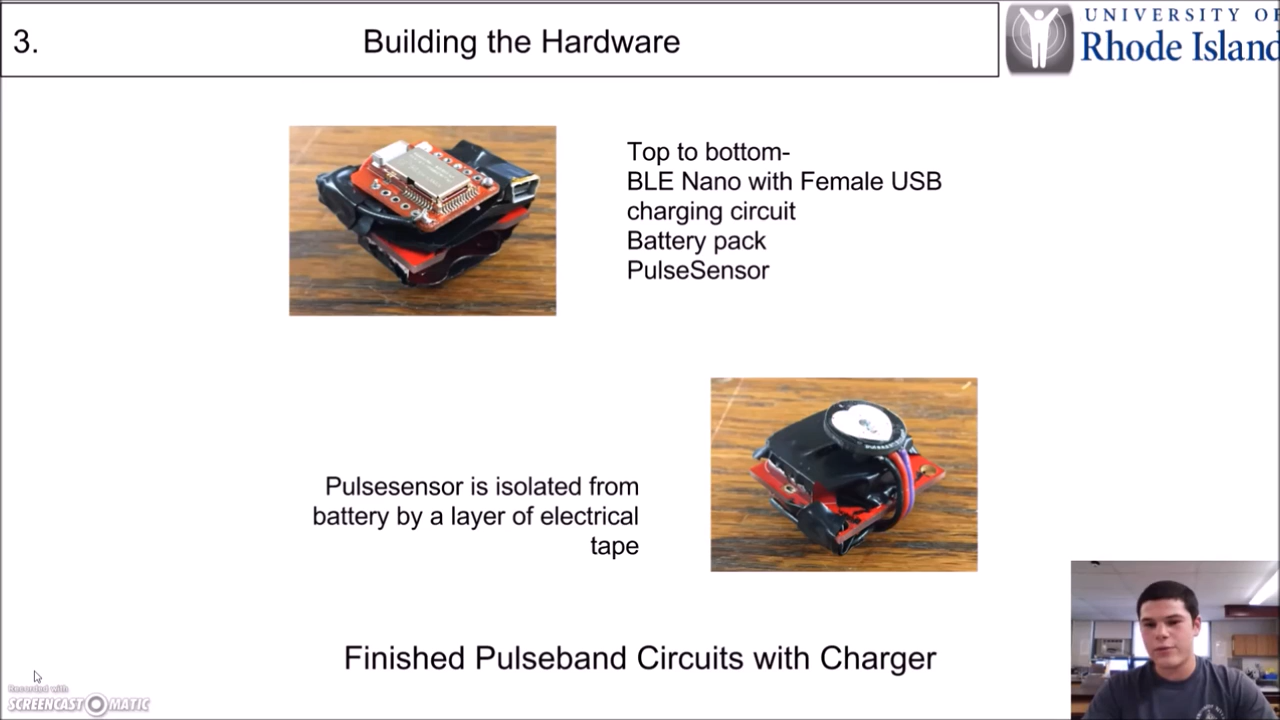 3.
Building the Hardware
UNIVERSITY OF
Rhode Island
Top to bottom-
BLE Nano with Female USB
charging circuit
Battery pack
PulseSensor
Pulsesensor is isolated from
battery by a layer of electrical
tape
Finished Pulseband Circuits with Charger
Recorded with
SCREENCAST MATIC